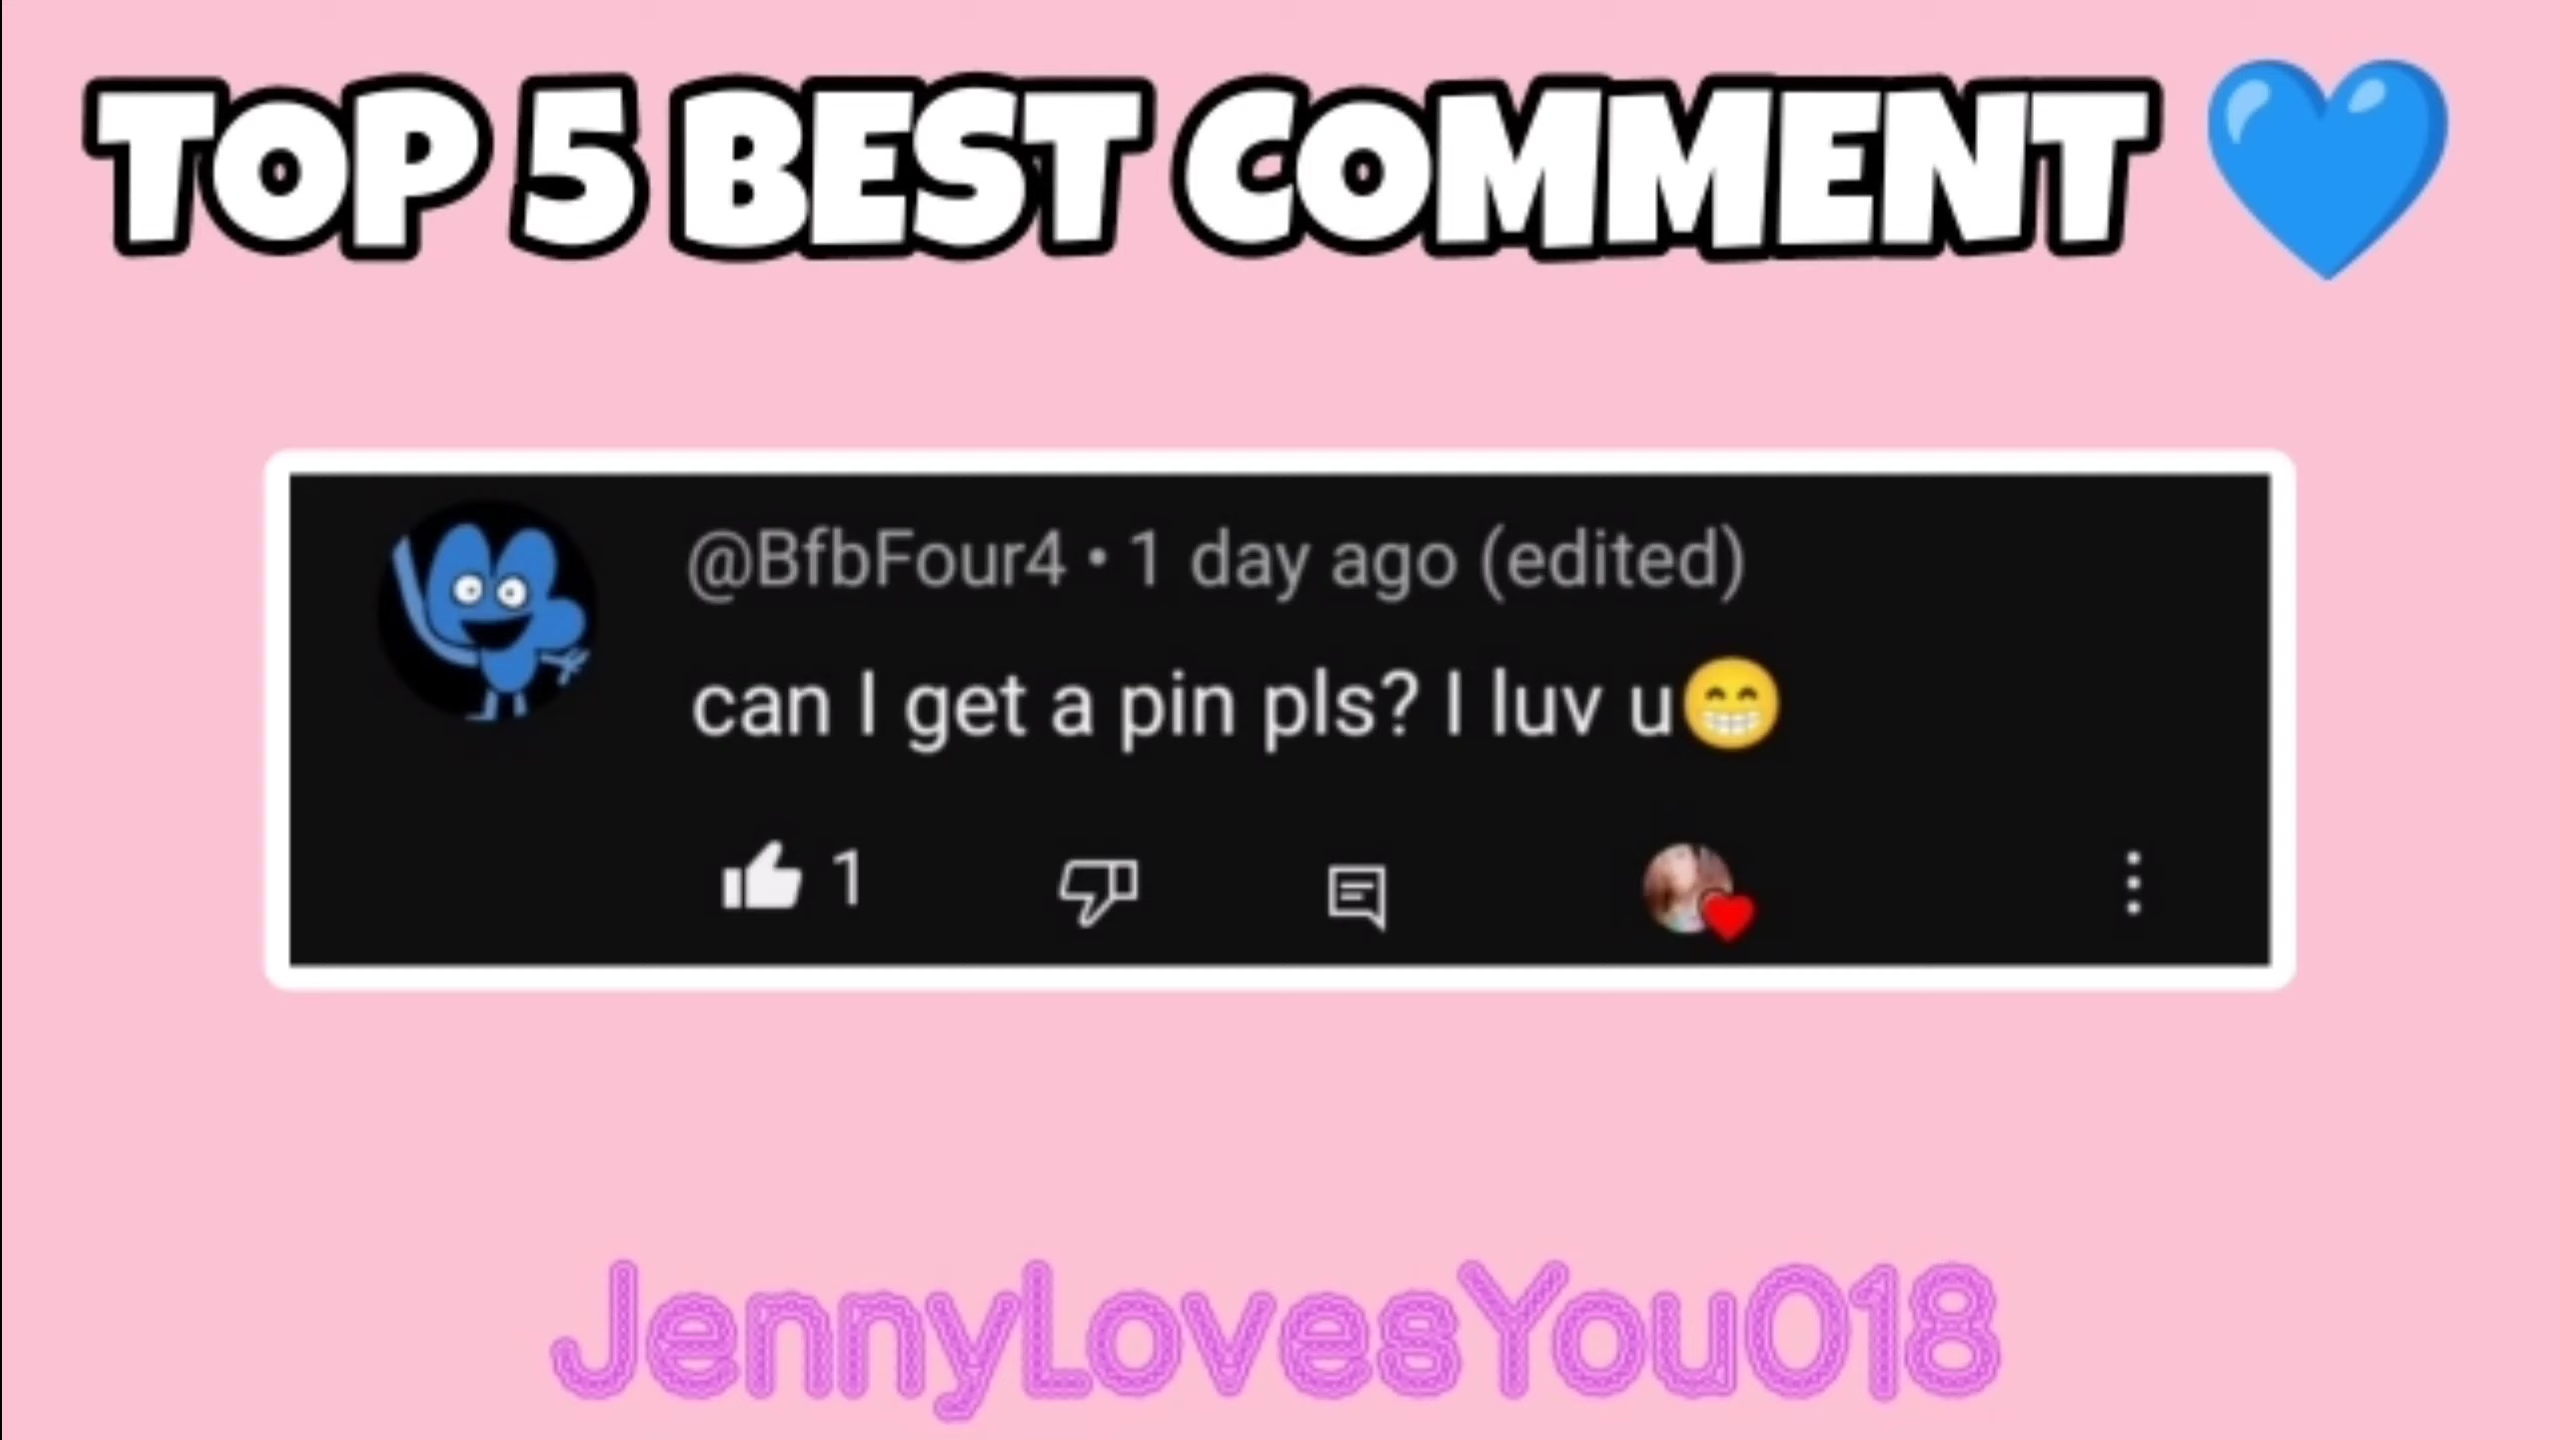 TOP 5 BEST COMMENT 💙
@BfbFour4 • 1 day ago (edited)
can I get a pin pls? I luv u😁
1
JennyLovesYou018